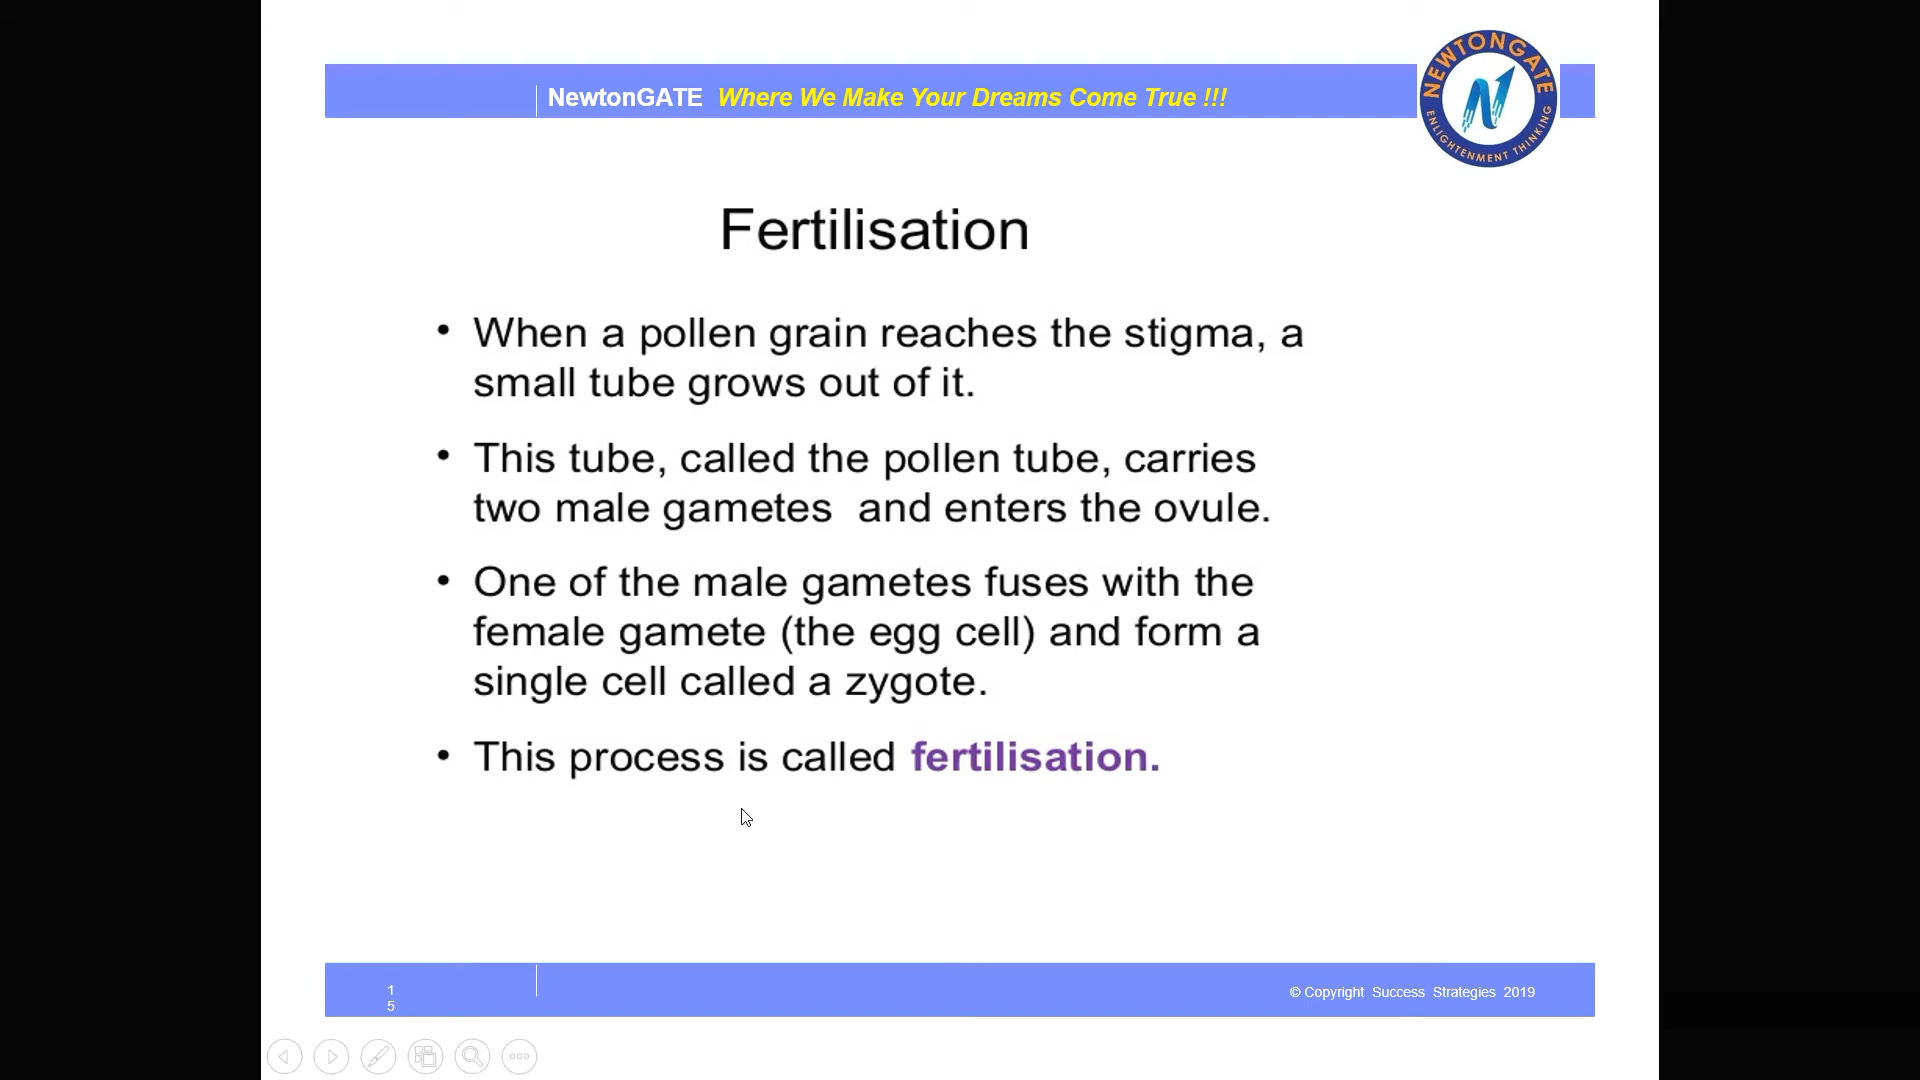 NewtonGATE Where We Make Your Dreams Come True !!!
NEWTONGATE
ENLIGHTENMENT THINKING
Fertilisation
• When a pollen grain reaches the stigma, a
small tube grows out of it.
• This tube, called the pollen tube, carries
two male gametes and enters the ovule.
• One of the male gametes fuses with the
female gamete (the egg cell) and form a
single cell called a zygote.
• This process is called fertilisation.
1
5
© Copyright Success Strategies 2019